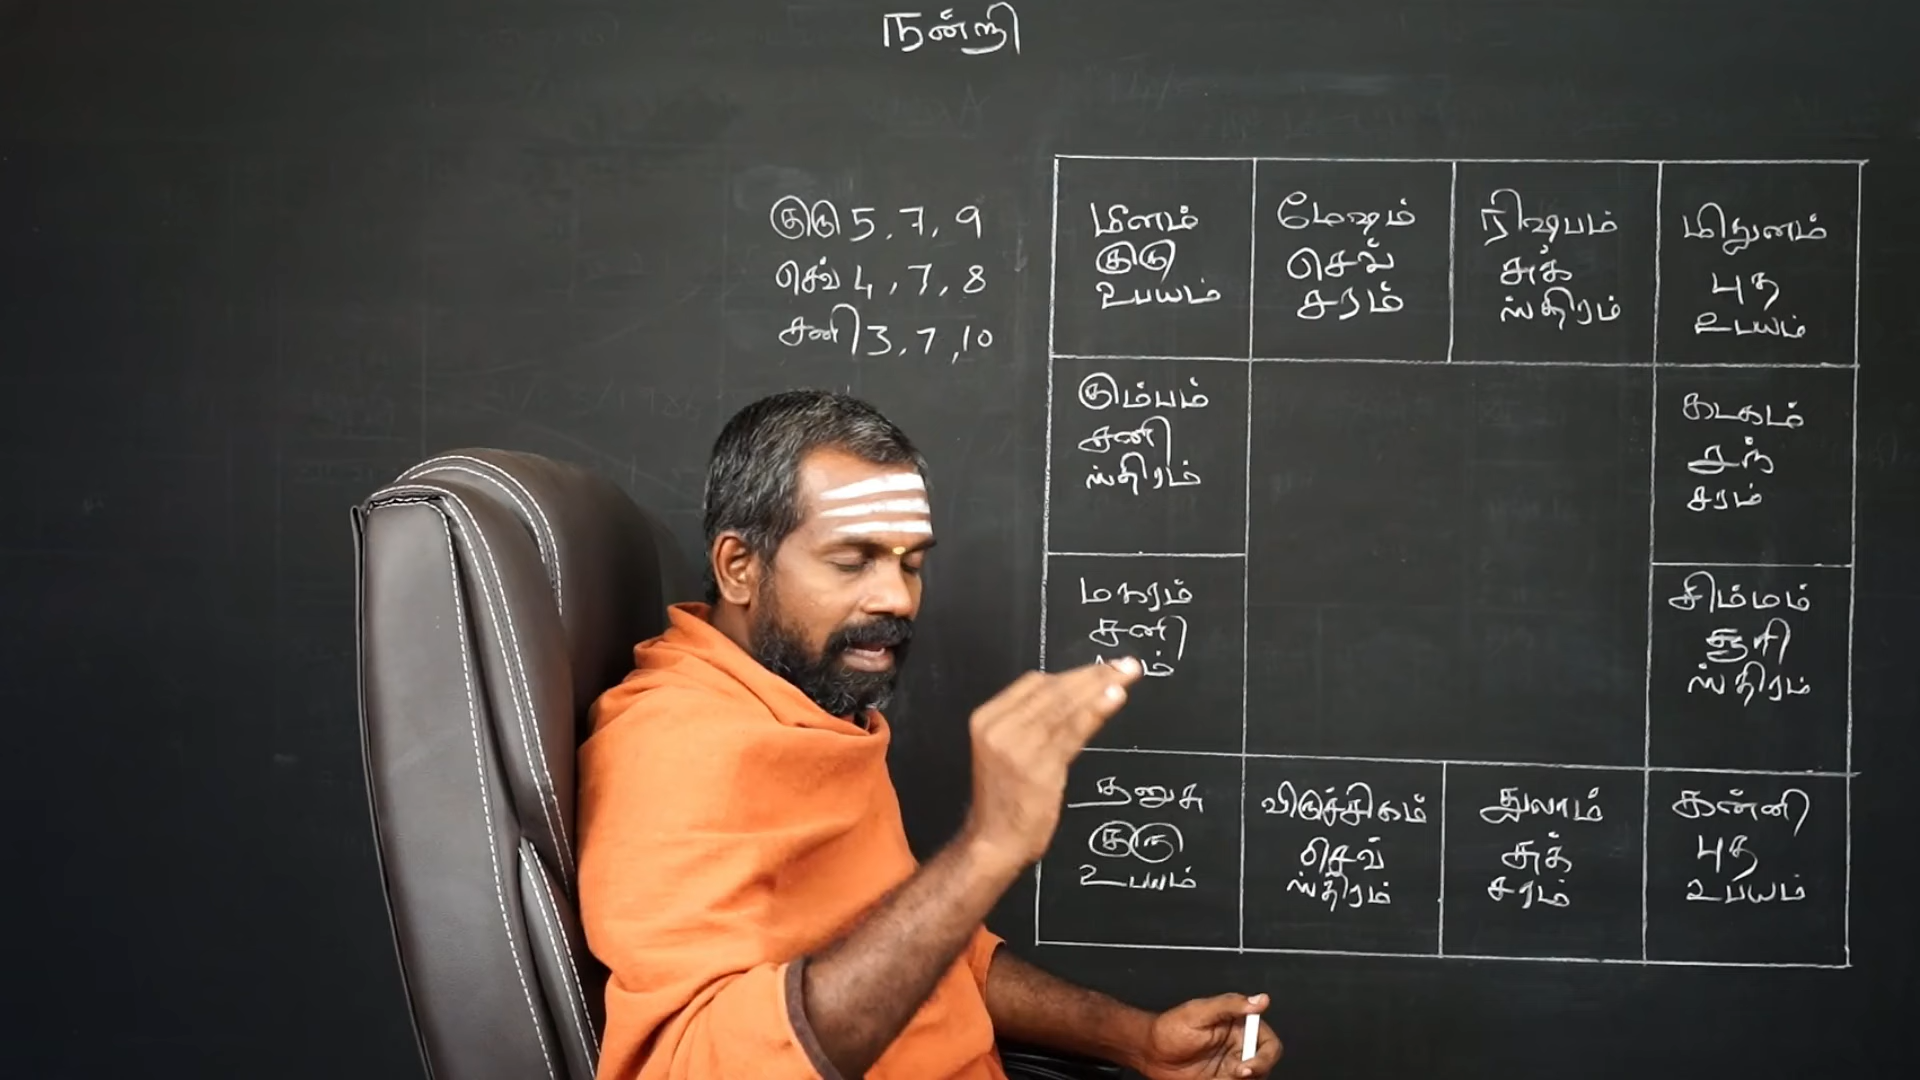 நன்றி
குரு 5, 7, 9
செவ் 4, 7, 8
சனி 3, 7, 10
மீனம்
குரு
உபயம்
மேஷம்
செவ்
சரம்
ரிஷபம்
சுக்
ஸ்திரம்
மிதுனம்
புத
உபயம்
கும்பம்
சனி
ஸ்திரம்
கடகம்
சந்
சரம்
மகரம்
சனி
சிம்மம்
சூரி
ஸ்திரம்
தனுசு
குரு
உபயம்
விருச்சிகம்
செவ்
ஸ்திரம்
துலாம்
சுக்
சரம்
கன்னி
புத
உபயம்